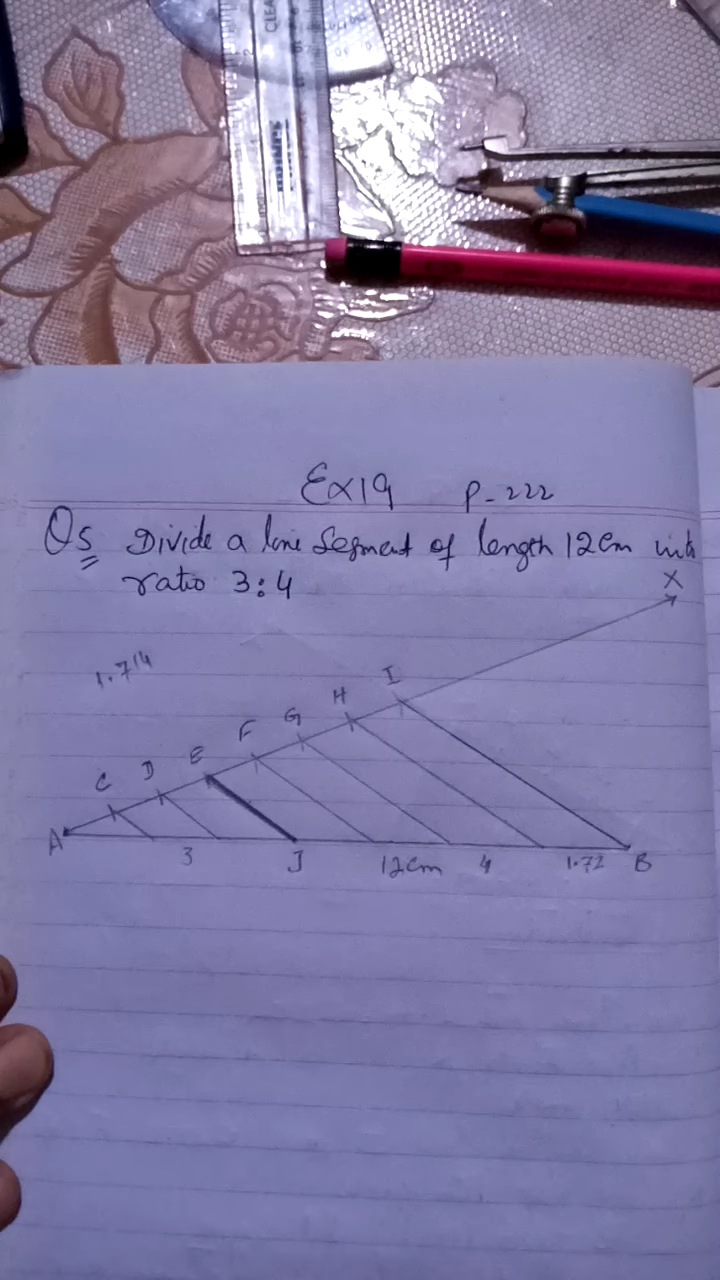 Ex19 P-222
Q5 Divide a line segment of length 12cm into
ratio 3:4
X
1.714
I
H
G
F
E
D
C
A
3 J 12cm 4 1.72 B